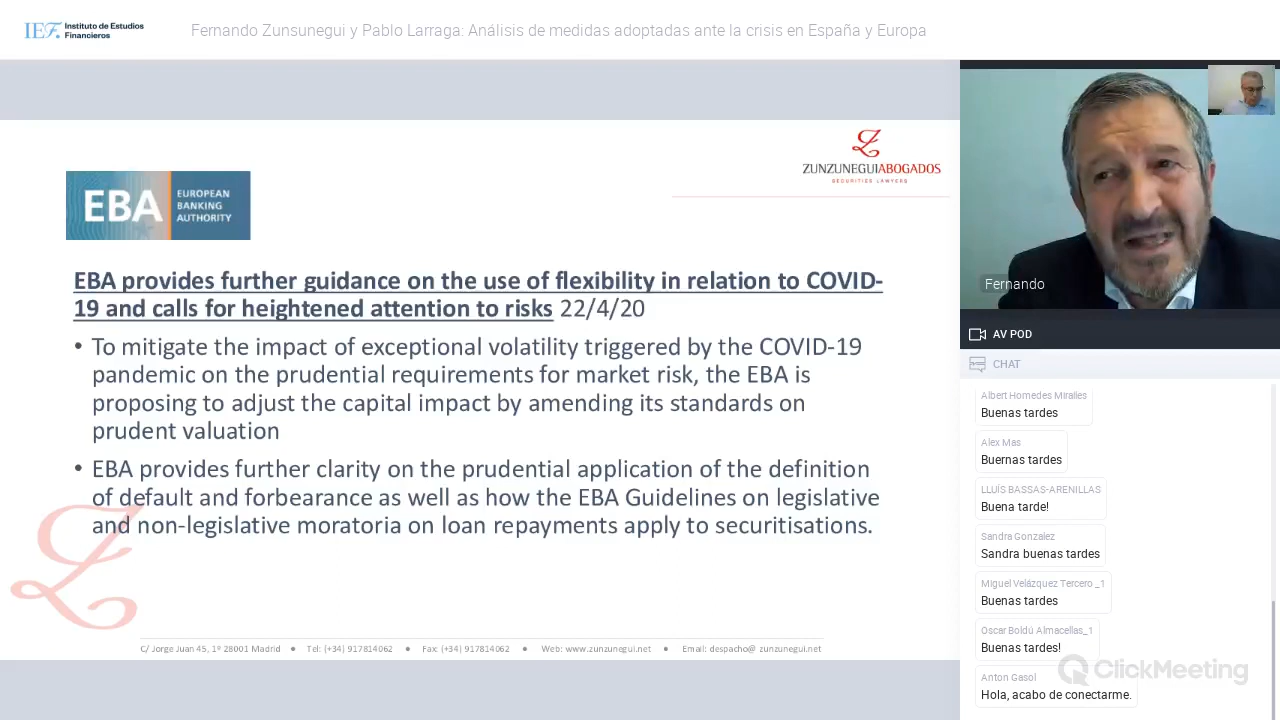 IEF. Instituto de Estudios
Financieros
Fernando Zunsunegui y Pablo Larraga: Análisis de medidas adoptadas ante la crisis en España y Europa
ZUNZUNEGUIABOGADOS
SECURITIES LAWYERS
EBA EUROPEAN
BANKING
AUTHORITY
EBA provides further guidance on the use of flexibility in relation to COVID-
19 and calls for heightened attention to risks 22/4/20
• To mitigate the impact of exceptional volatility triggered by the COVID-19
pandemic on the prudential requirements for market risk, the EBA is
proposing to adjust the capital impact by amending its standards on
prudent valuation
• EBA provides further clarity on the prudential application of the definition
of default and forbearance as well as how the EBA Guidelines on legislative
and non-legislative moratoria on loan repayments apply to securitisations.
C/ Jorge Juan 45, 1º 28001 Madrid • Tel: (+34) 917814062 • Fax: (+34) 917814062 • Web: www.zunzunegui.net • Email: despacho@ zunzunegui.net
Fernando
AV POD
CHAT
Albert Homedes Miralles
Buenas tardes
Alex Mas
Buernas tardes
LLUÍS BASSAS-ARENILLAS
Buena tarde!
Sandra Gonzalez
Sandra buenas tardes
Miguel Velázquez Tercero _1
Buenas tardes
Oscar Boldú Almacellas_1
Buenas tardes!
Anton Gasol
Hola, acabo de conectarme.
ClickMeeting